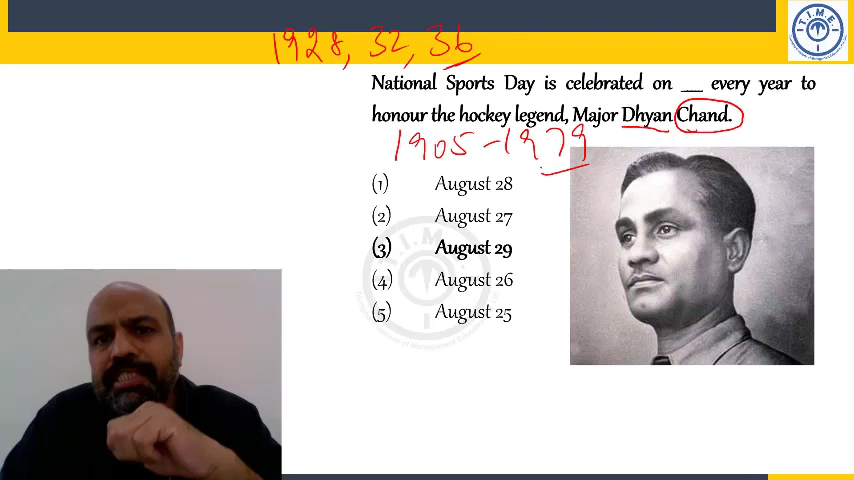 1928, 32, 36
T.I.M.E.
National Sports Day is celebrated on ___ every year to
honour the hockey legend, Major Dhyan Chand.
1905-1979
(1) August 28
(2) August 27
(3) August 29
(4) August 26
(5) August 25